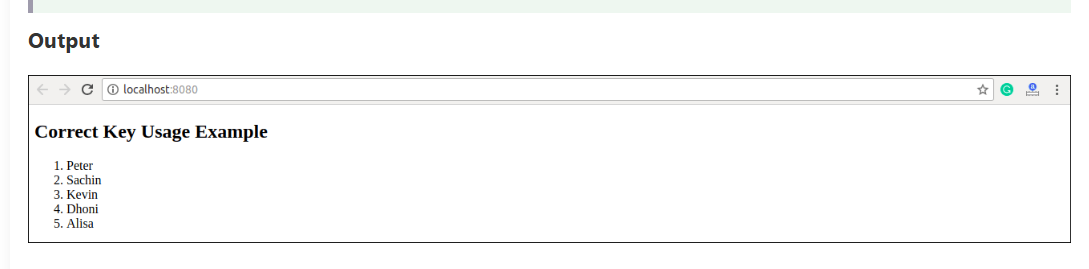 Output
localhost:8080
Correct Key Usage Example
1. Peter
2. Sachin
3. Kevin
4. Dhoni
5. Alisa